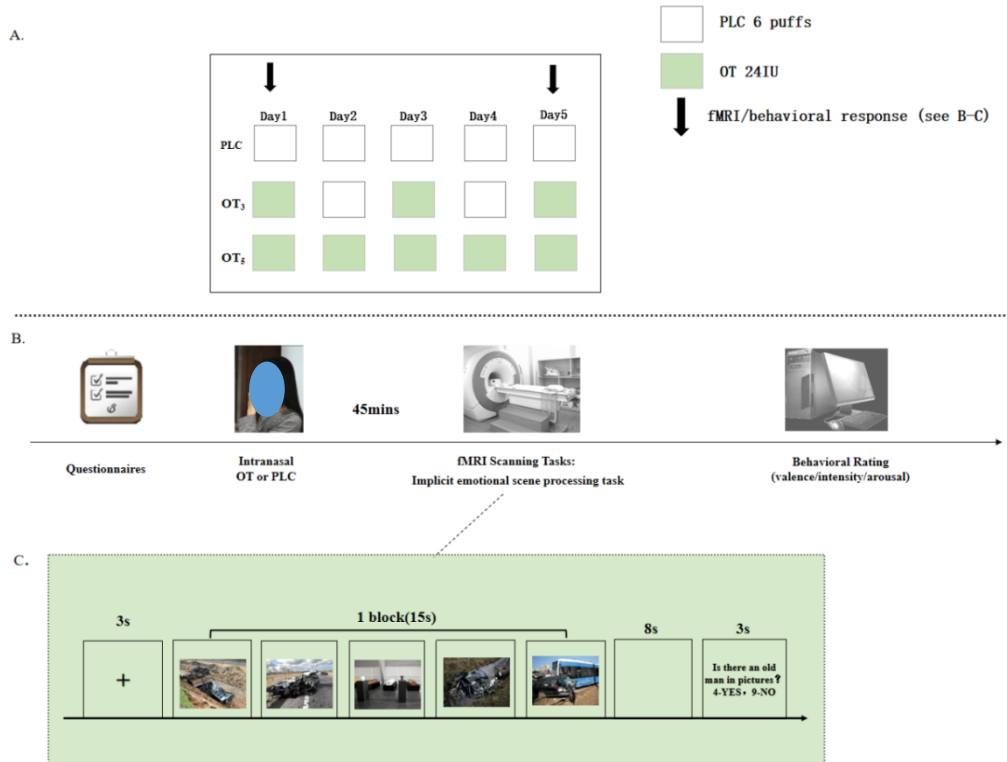 A.
PLC 6 puffs
OT 24IU
fMRI/behavioral response (see B-C)
Day1 Day2 Day3 Day4 Day5
PLC
OT₃
OT₅
B.
45mins
Questionnaires
Intranasal
OT or PLC
fMRI Scanning Tasks:
Implicit emotional scene processing task
Behavioral Rating
(valence/intensity/arousal)
C.
3s
1 block(15s)
8s
3s
+
Is there an old
man in pictures?
4-YES, 9-NO